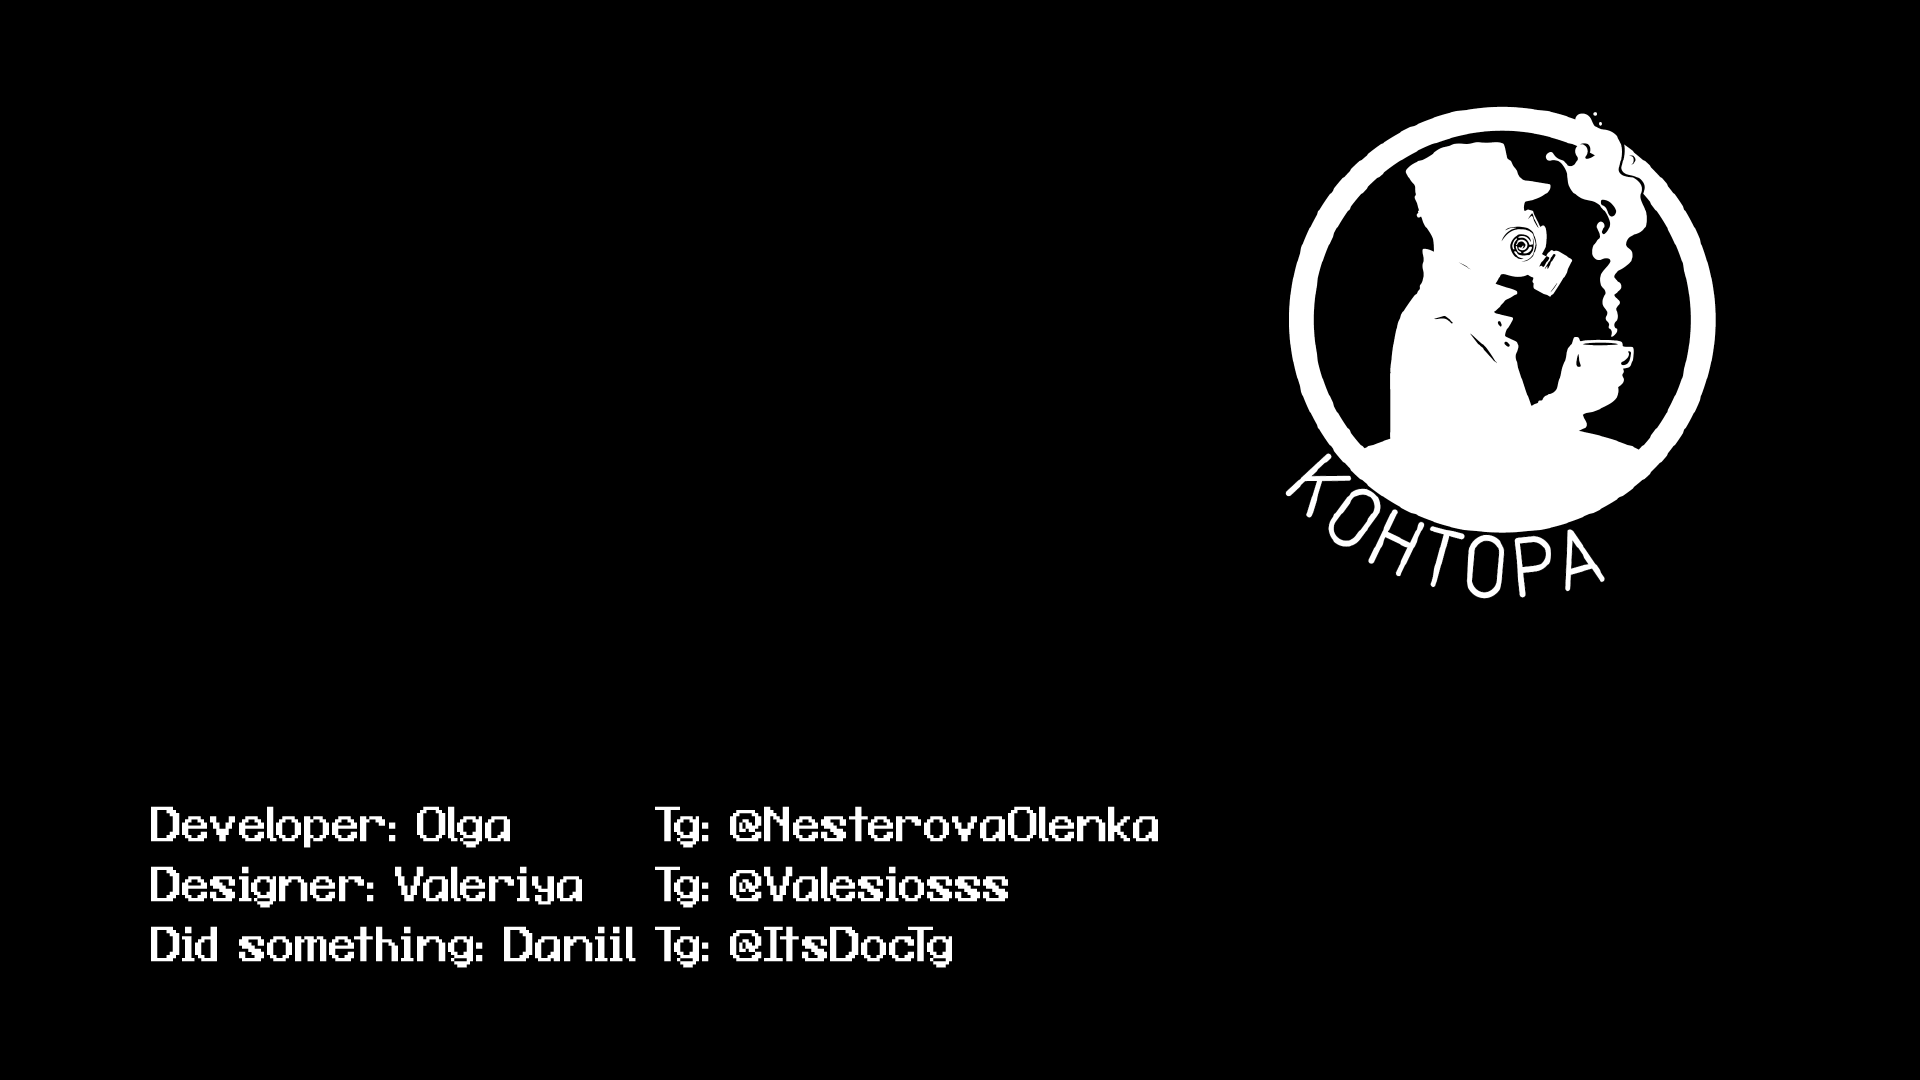 КОНТОРА
Developer: Olga Tg: @NesterovaOlenka
Designer: Valeriya Tg: @Valesiosss
Did something: Daniil Tg: @ItsDocTg